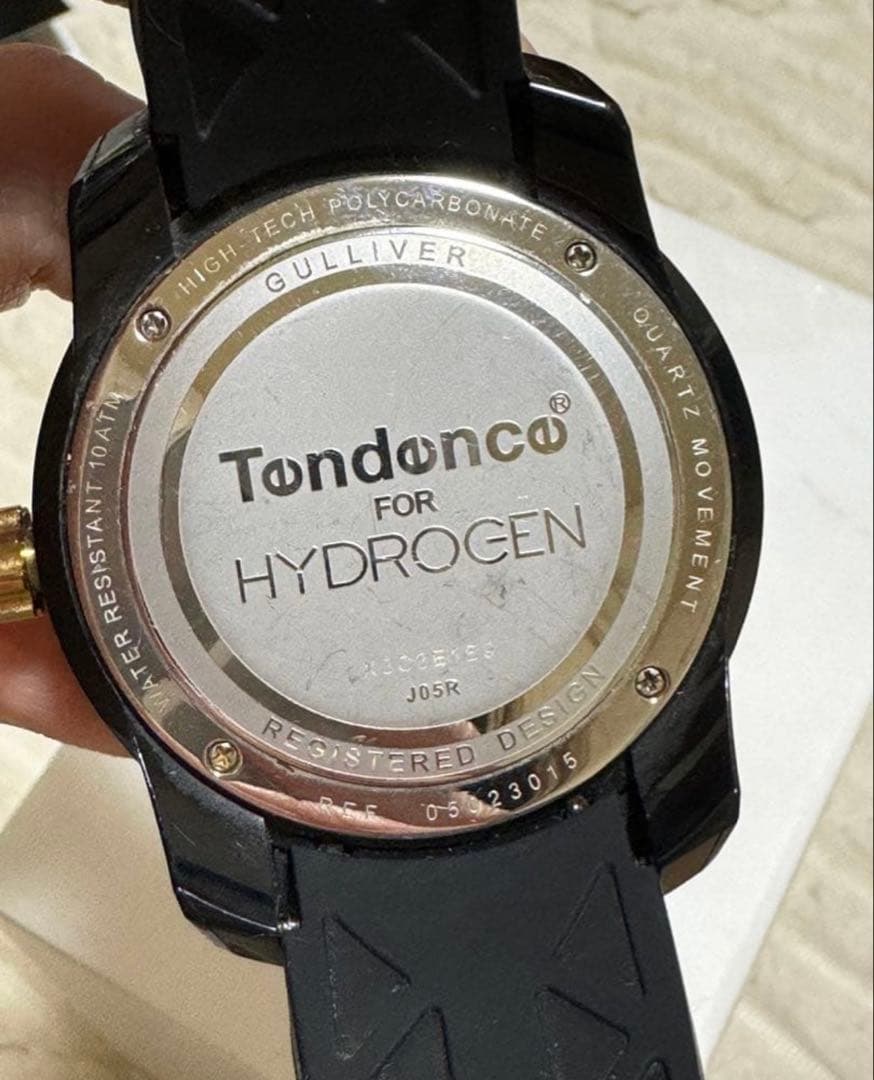 HIGH-TECH POLYCARBONATE
QUARTZ MOVEMENT
WATER RESISTANT 10ATM
GULLIVER
Tendence®
FOR
HYDROGEN
J05R
REGISTERED DESIGN
REF 05023015